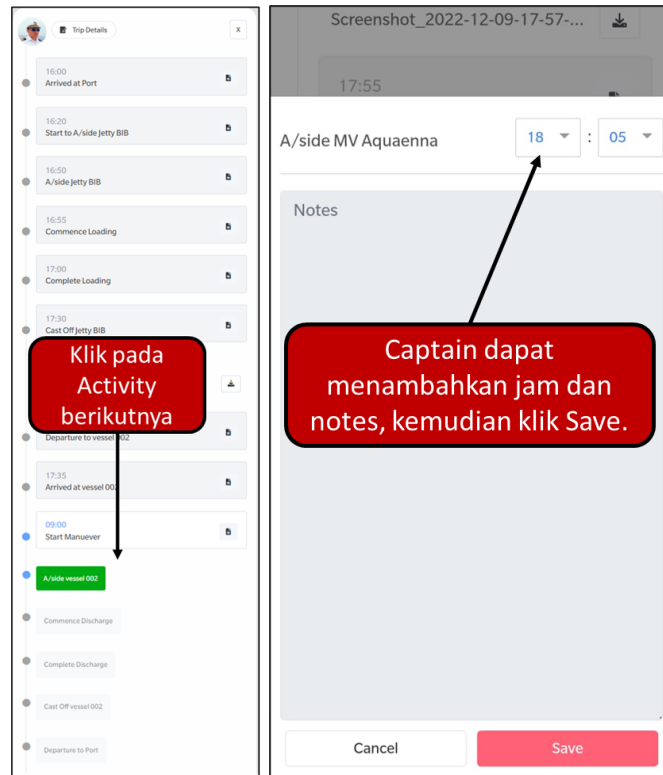 Trip Details
X
16:00
Arrived at Port
16:20
Start to A/side Jetty BIB
16:50
A/side Jetty BIB
16:55
Commence Loading
17:00
Complete Loading
17:30
Cast Off Jetty BIB
Klik pada
Activity
berikutnya
Departure to vessel 002
17:35
Arrived at vessel 002
09:00
Start Manuever
A/side vessel 002
Commence Discharge
Complete Discharge
Cast Off vessel 002
Departure to Port
Screenshot_2022-12-09-17-57-...
17:55
A/side MV Aquaenna
18 : 05
Notes
Captain dapat
menambahkan jam dan
notes, kemudian klik Save.
Cancel
Save